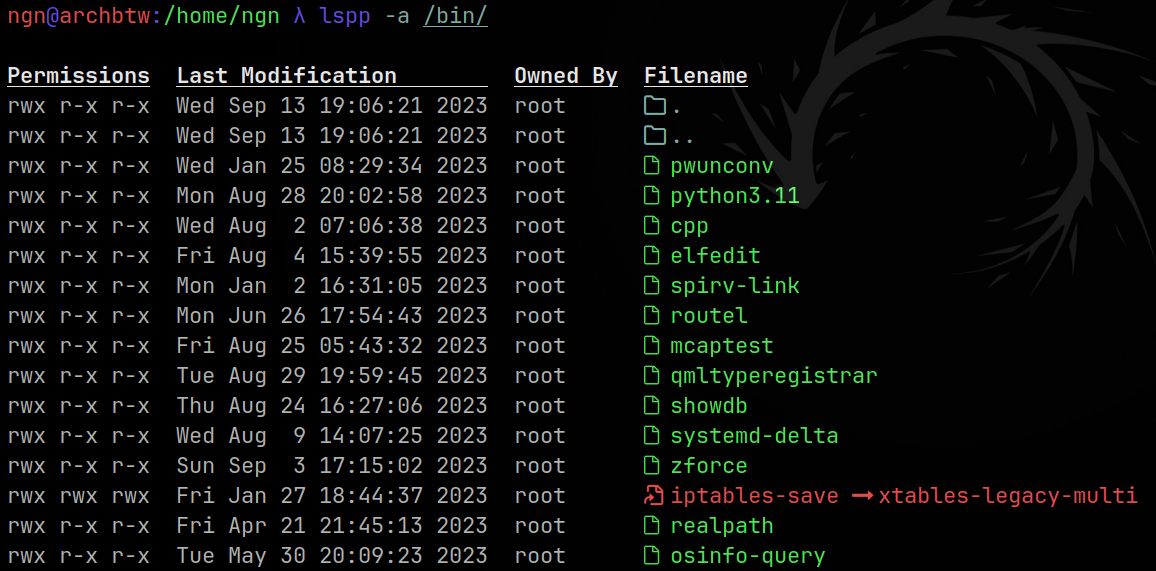 ngn@archbtw:/home/ngn λ lspp -a /bin/
Permissions  Last Modification         Owned By  Filename
rwx r-x r-x  Wed Sep 13 19:06:21 2023  root      .
rwx r-x r-x  Wed Sep 13 19:06:21 2023  root      ..
rwx r-x r-x  Wed Jan 25 08:29:34 2023  root      pwunconv
rwx r-x r-x  Mon Aug 28 20:02:58 2023  root      python3.11
rwx r-x r-x  Wed Aug  2 07:06:38 2023  root      cpp
rwx r-x r-x  Fri Aug  4 15:39:55 2023  root      elfedit
rwx r-x r-x  Mon Jan  2 16:31:05 2023  root      spirv-link
rwx r-x r-x  Mon Jun 26 17:54:43 2023  root      routel
rwx r-x r-x  Fri Aug 25 05:43:32 2023  root      mcaptest
rwx r-x r-x  Tue Aug 29 19:59:45 2023  root      qmltyperegistrar
rwx r-x r-x  Thu Aug 24 16:27:06 2023  root      showdb
rwx r-x r-x  Wed Aug  9 14:07:25 2023  root      systemd-delta
rwx r-x r-x  Sun Sep  3 17:15:02 2023  root      zforce
rwx rwx rwx  Fri Jan 27 18:44:37 2023  root      iptables-save → xtables-legacy-multi
rwx r-x r-x  Fri Apr 21 21:45:13 2023  root      realpath
rwx r-x r-x  Tue May 30 20:09:23 2023  root      osinfo-query